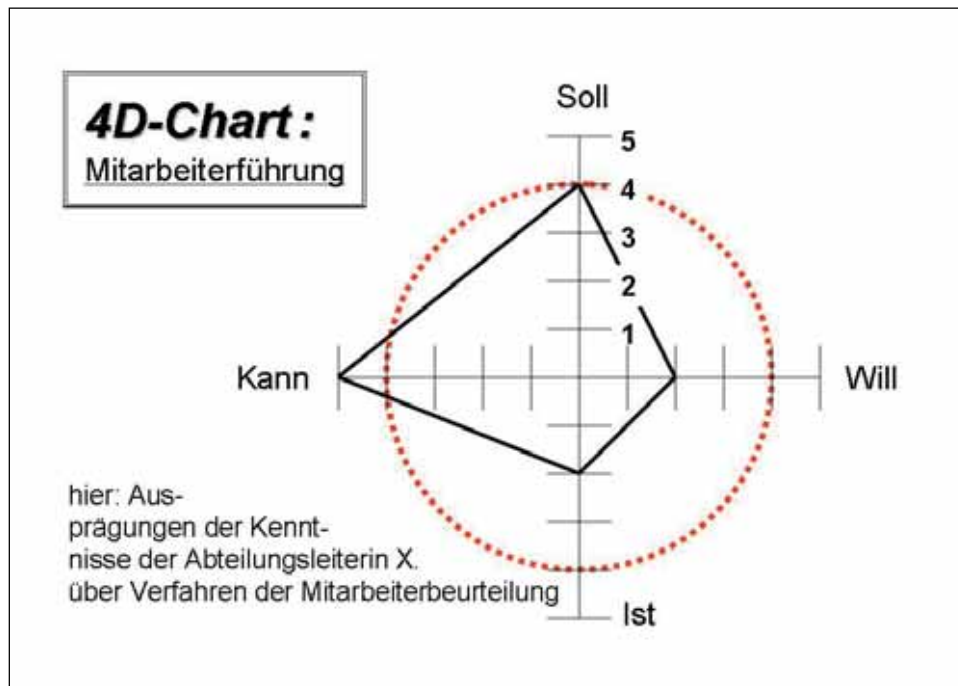 4D-Chart:
Mitarbeiterführung
Soll
5
4
3
2
1
Kann
Will
hier: Aus-
prägungen der Kennt-
nisse der Abteilungsleiterin X.
über Verfahren der Mitarbeiterbeurteilung
Ist